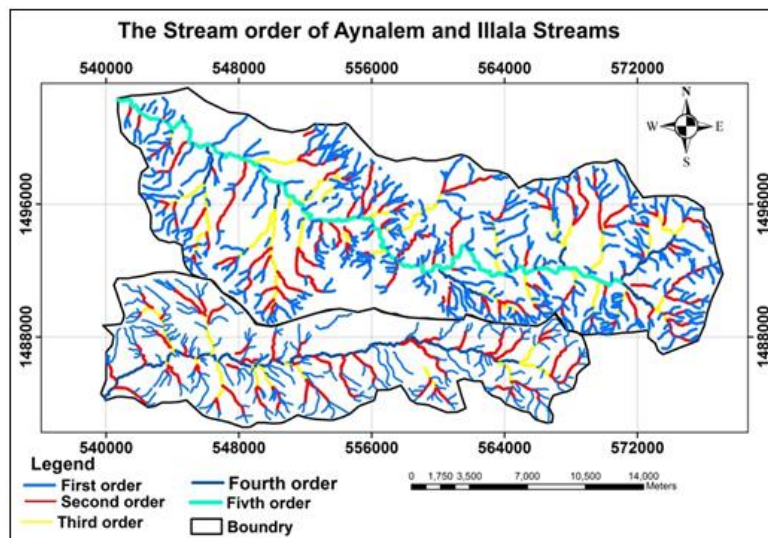 The Stream order of Aynalem and Illala Streams
540000 548000 556000 564000 572000
N
W E
S
1496000 1496000
1488000 1488000
540000 548000 556000 564000 572000
Legend
First order Fourth order
Second order Fivth order
Third order Boundry
0 1,750 3,500 7,000 10,500 14,000
Meters